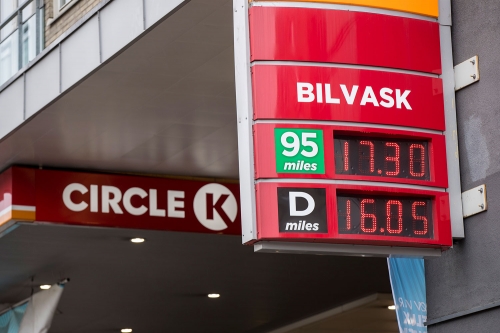 BILVASK
95 miles 17.30
D miles 16.05
CIRCLE K